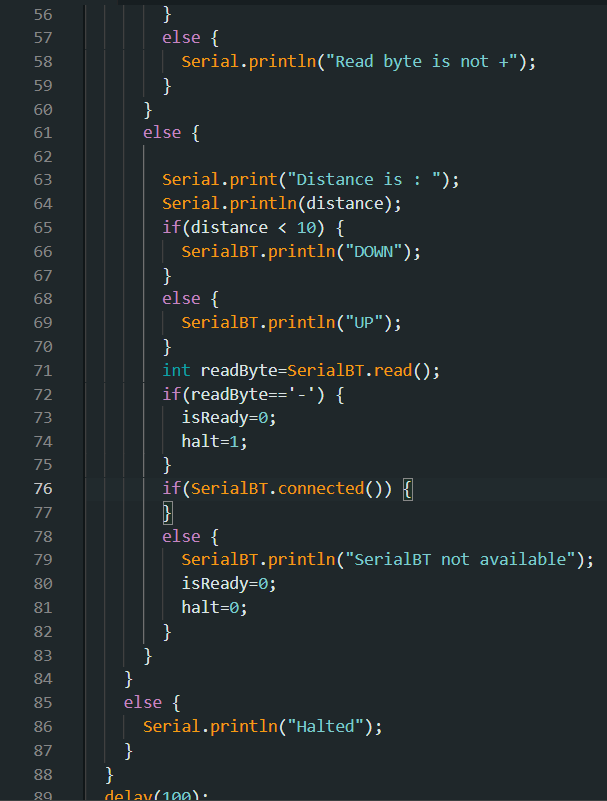 56 }
57 else {
58 Serial.println("Read byte is not +");
59 }
60 }
61 else {
62
63 Serial.print("Distance is : ");
64 Serial.println(distance);
65 if(distance < 10) {
66 SerialBT.println("DOWN");
67 }
68 else {
69 SerialBT.println("UP");
70 }
71 int readByte=SerialBT.read();
72 if(readByte=='-') {
73 isReady=0;
74 halt=1;
75 }
76 if(SerialBT.connected()) {
77 }
78 else {
79 SerialBT.println("SerialBT not available");
80 isReady=0;
81 halt=0;
82 }
83 }
84 }
85 else {
86 Serial.println("Halted");
87 }
88 }
89 delay(100);